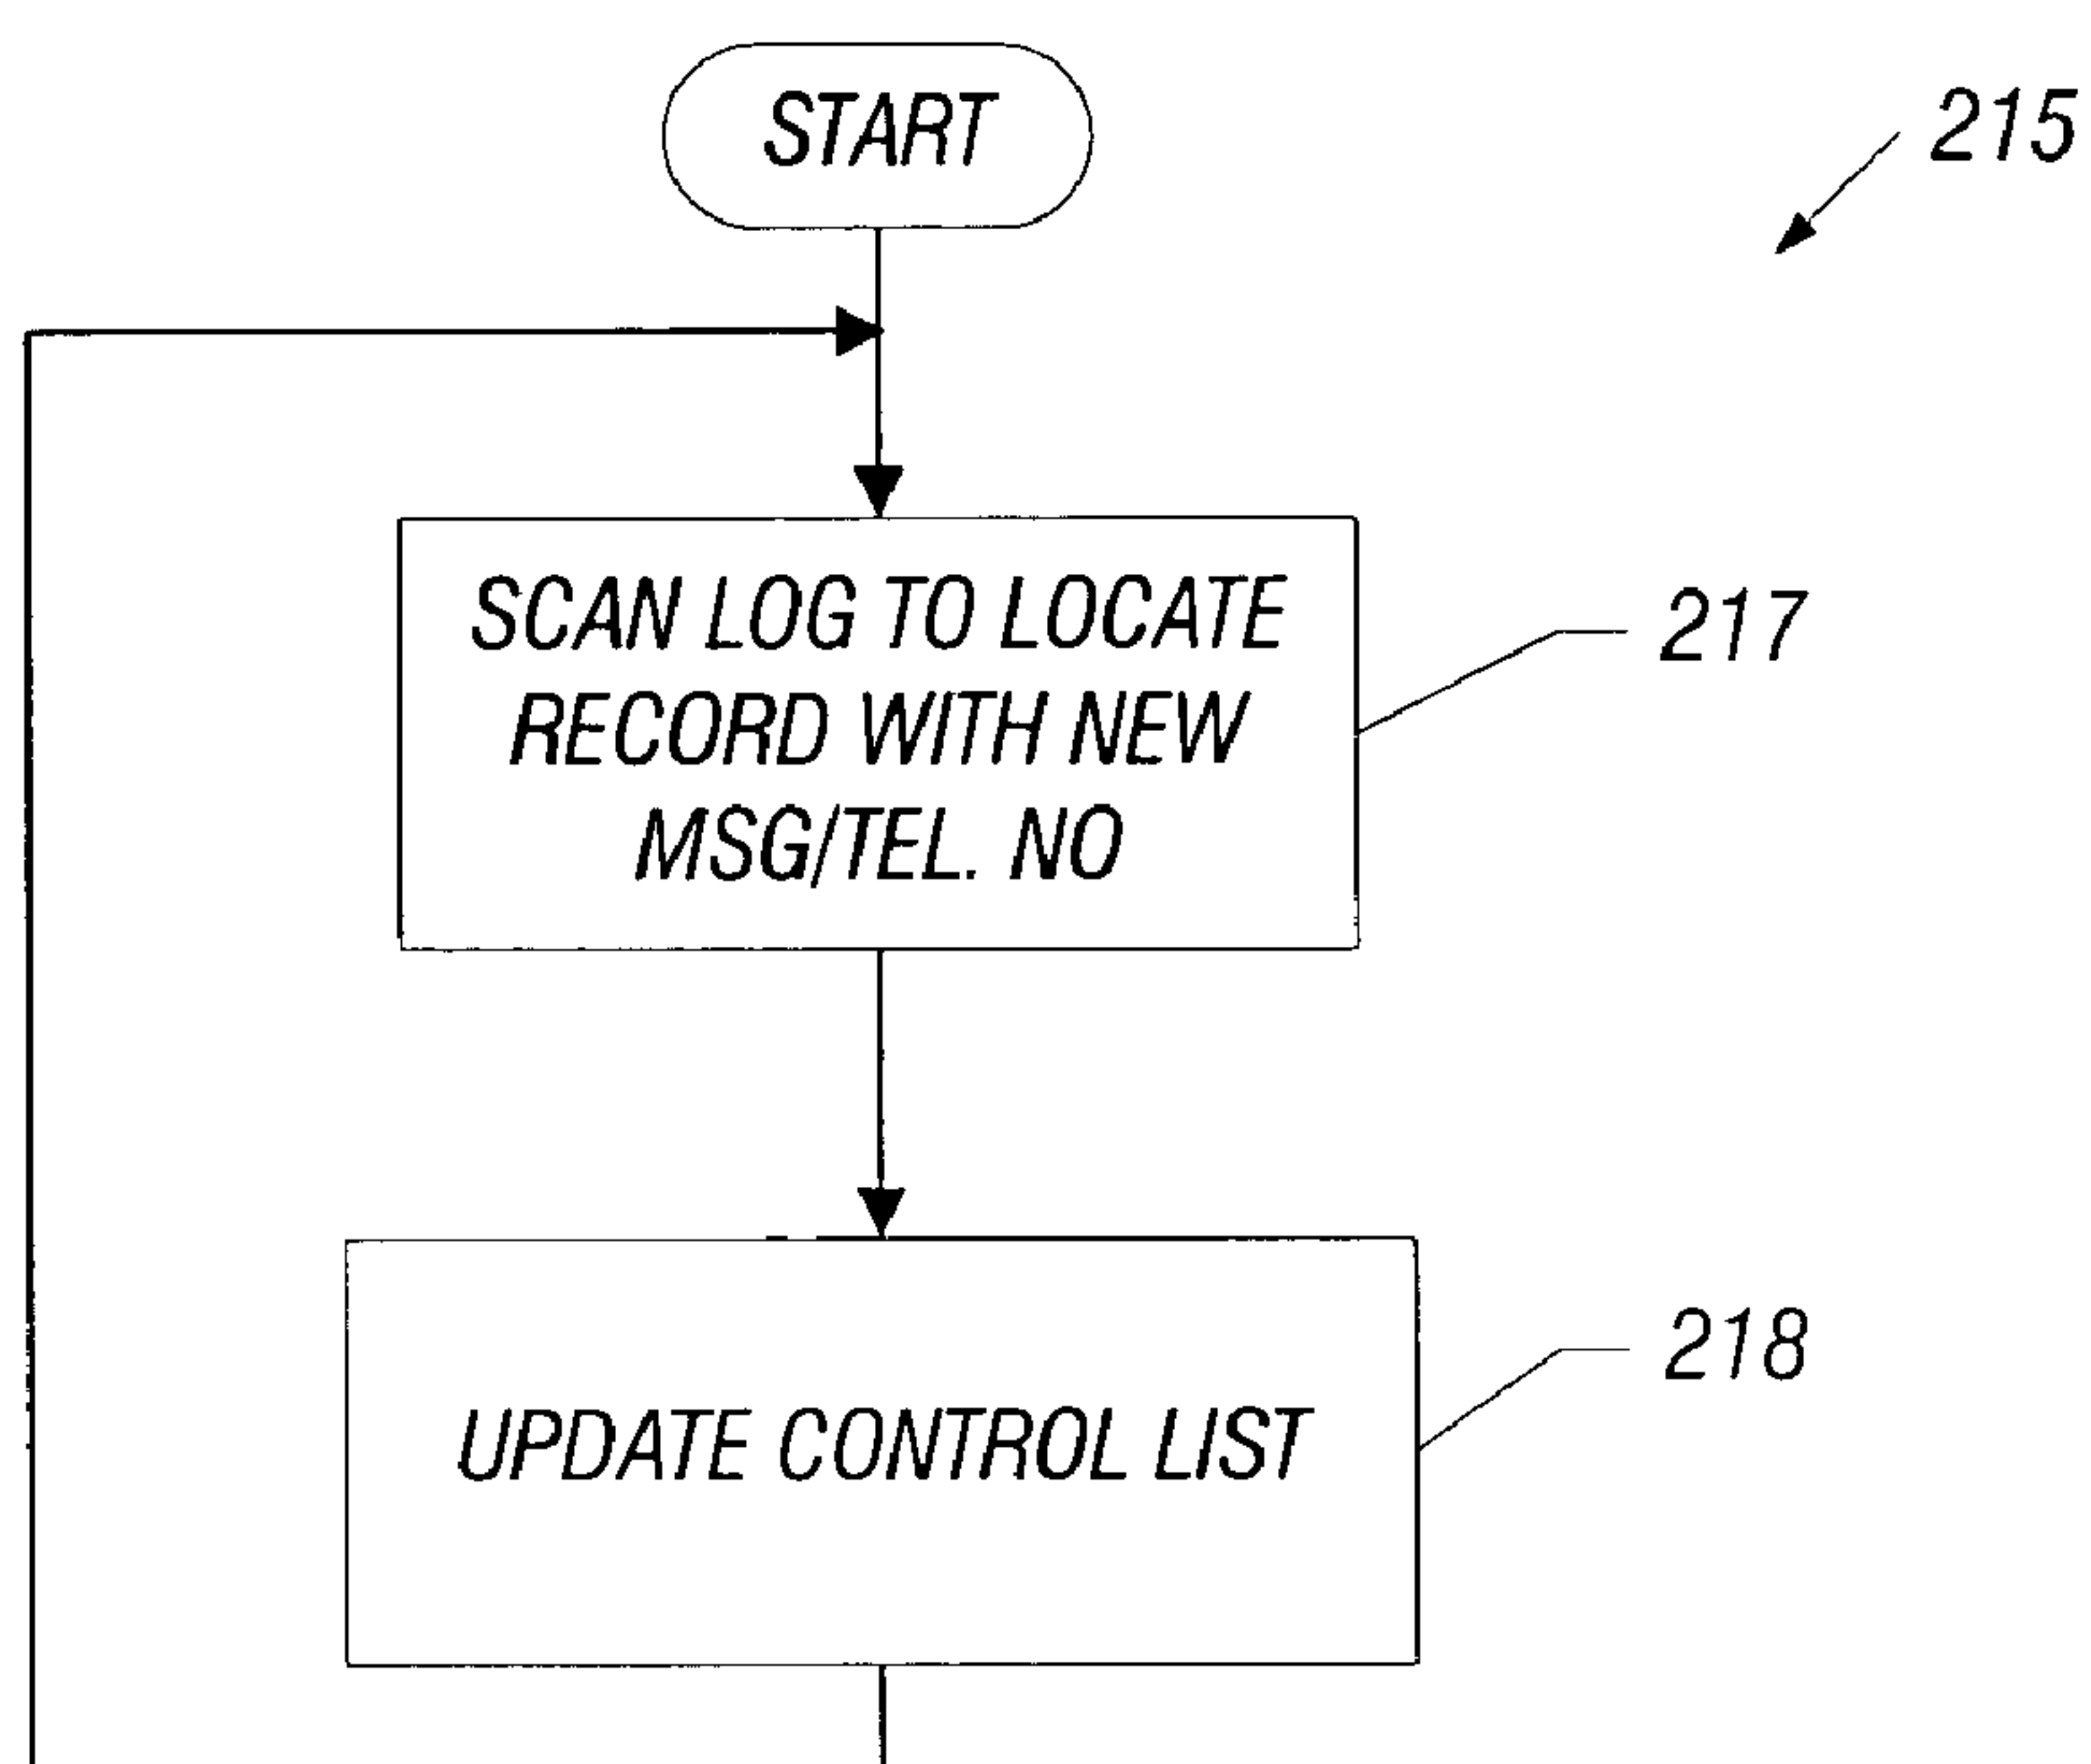 START
215
SCAN LOG TO LOCATE
RECORD WITH NEW
MSG/TEL. NO
217
UPDATE CONTROL LIST
218